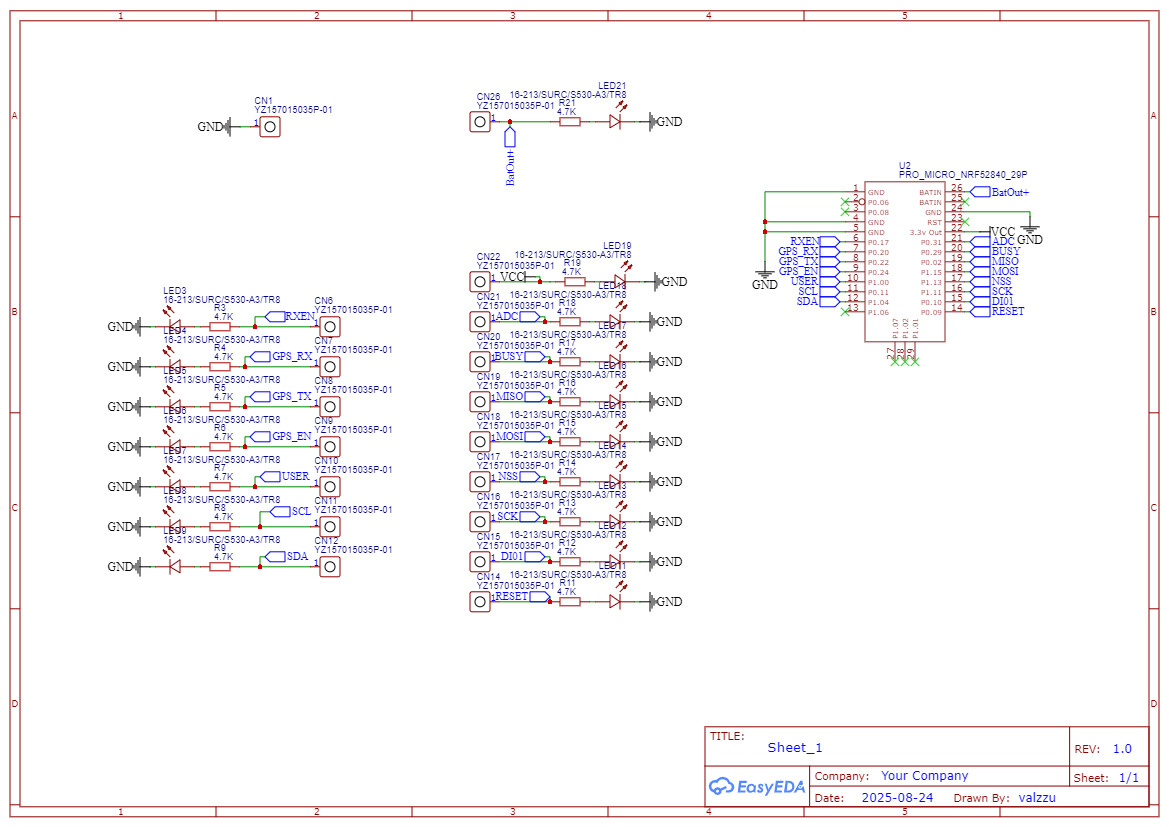 1 2 3 4 5
A A
B B
C C
D D
CN1
YZ157015035P-01
GND 1
CN26
YZ157015035P-01
LED21
16-213/SURC/S530-A3/TR8
R21
4.7K
1
GND
BatOut+
U2
PRO_MICRO_NRF52840_29P
1 GND BATIN 26 BatOut+
2 P0.06 BATIN 25
3 P0.08 GND 24
4 GND RST 23
5 GND 3.3v Out 22 VCC
RXEN 6 P0.17 P0.31 21 ADC
GPS_RX 7 P0.20 P0.29 20 BUSY
GPS_TX 8 P0.22 P0.02 19 MISO
GPS_EN 9 P0.24 P1.15 18 MOSI
USER 10 P1.00 P1.13 17 NSS
SCL 11 P0.11 P1.11 16 SCK
SDA 12 P1.04 P0.10 15 DI01
13 P1.06 P0.09 14 RESET
GND
GND
P1.07 P1.02 P1.01
27 28 29
LED3
16-213/SURC/S530-A3/TR8
R3
4.7K
RXEN
CN6
YZ157015035P-01
GND 1
LED4
16-213/SURC/S530-A3/TR8
R4
4.7K
GPS_RX
CN7
YZ157015035P-01
GND 1
LED5
16-213/SURC/S530-A3/TR8
R5
4.7K
GPS_TX
CN8
YZ157015035P-01
GND 1
LED6
16-213/SURC/S530-A3/TR8
R6
4.7K
GPS_EN
CN9
YZ157015035P-01
GND 1
LED7
16-213/SURC/S530-A3/TR8
R7
4.7K
USER
CN10
YZ157015035P-01
GND 1
LED8
16-213/SURC/S530-A3/TR8
R8
4.7K
SCL
CN11
YZ157015035P-01
GND 1
LED9
16-213/SURC/S530-A3/TR8
R9
4.7K
SDA
CN12
YZ157015035P-01
GND 1
CN22
YZ157015035P-01
LED19
16-213/SURC/S530-A3/TR8
R19
4.7K
1 VCC GND
CN21
YZ157015035P-01
LED18
16-213/SURC/S530-A3/TR8
R18
4.7K
1 ADC GND
CN20
YZ157015035P-01
LED17
16-213/SURC/S530-A3/TR8
R17
4.7K
1 BUSY GND
CN19
YZ157015035P-01
LED16
16-213/SURC/S530-A3/TR8
R16
4.7K
1 MISO GND
CN18
YZ157015035P-01
LED15
16-213/SURC/S530-A3/TR8
R15
4.7K
1 MOSI GND
CN17
YZ157015035P-01
LED14
16-213/SURC/S530-A3/TR8
R14
4.7K
1 NSS GND
CN16
YZ157015035P-01
LED13
16-213/SURC/S530-A3/TR8
R13
4.7K
1 SCK GND
CN15
YZ157015035P-01
LED12
16-213/SURC/S530-A3/TR8
R12
4.7K
1 DI01 GND
CN14
YZ157015035P-01
LED11
16-213/SURC/S530-A3/TR8
R11
4.7K
1 RESET GND
TITLE:
Sheet_1
REV: 1.0
EasyEDA
Company: Your Company
Sheet: 1/1
Date: 2025-08-24 Drawn By: valzzu
1 2 3 4 5